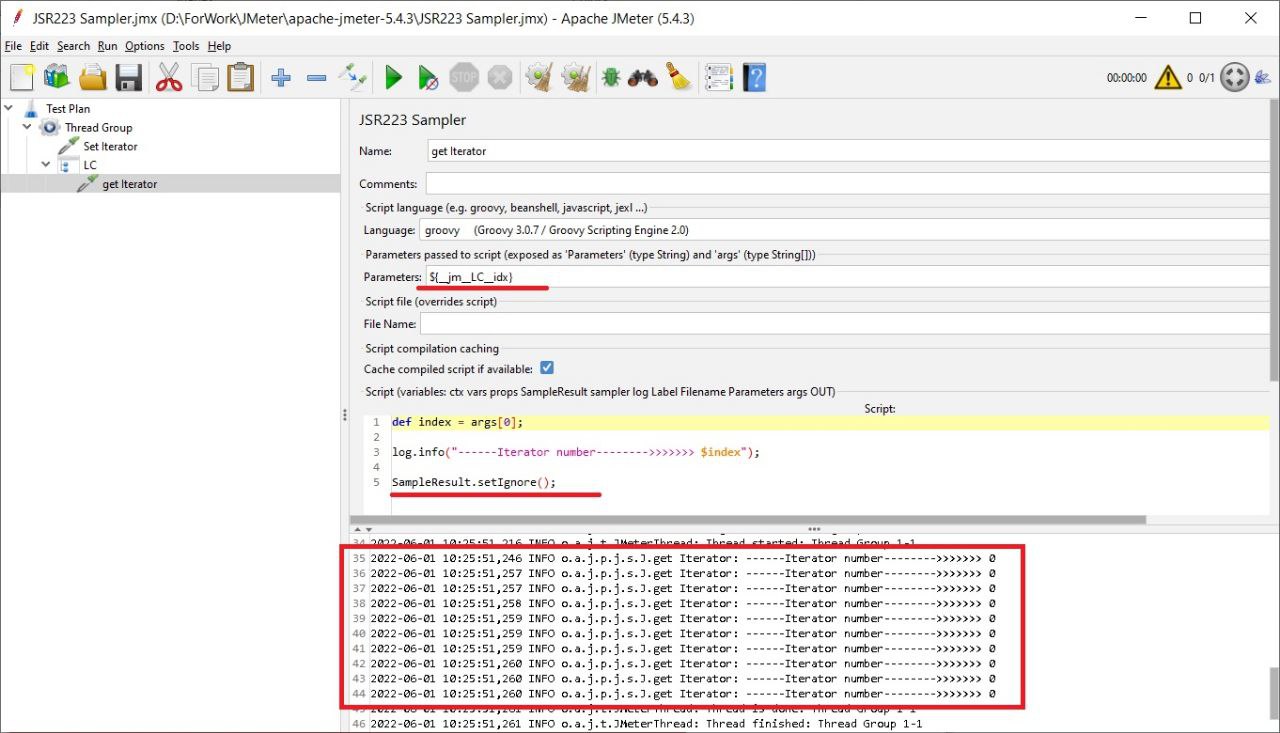 JSR223 Sampler.jmx (D:\ForWork\JMeter\apache-jmeter-5.4.3\JSR223 Sampler.jmx) - Apache JMeter (5.4.3)
File Edit Search Run Options Tools Help
STOP 00:00:00 0 0/1
Test Plan
Thread Group
Set Iterator
LC
get Iterator
JSR223 Sampler
Name: get Iterator
Comments:
Script language (e.g. groovy, beanshell, javascript, jexl ...)
Language: groovy (Groovy 3.0.7 / Groovy Scripting Engine 2.0)
Parameters passed to script (exposed as 'Parameters' (type String) and 'args' (type String[]))
Parameters: ${__jm__LC__idx}
Script file (overrides script)
File Name:
Script compilation caching
Cache compiled script if available:
Script (variables: ctx vars props SampleResult sampler log Label Filename Parameters args OUT)
Script:
1 def index = args[0];
2
3 log.info("------Iterator number-------->>>>>>> $index");
4
5 SampleResult.setIgnore();
34 2022-06-01 10:25:51,216 INFO o.a.j.t.JMeterThread: Thread started: Thread Group 1-1
35 2022-06-01 10:25:51,246 INFO o.a.j.p.j.s.J.get Iterator: ------Iterator number-------->>>>>>> 0
36 2022-06-01 10:25:51,257 INFO o.a.j.p.j.s.J.get Iterator: ------Iterator number-------->>>>>>> 0
37 2022-06-01 10:25:51,257 INFO o.a.j.p.j.s.J.get Iterator: ------Iterator number-------->>>>>>> 0
38 2022-06-01 10:25:51,258 INFO o.a.j.p.j.s.J.get Iterator: ------Iterator number-------->>>>>>> 0
39 2022-06-01 10:25:51,259 INFO o.a.j.p.j.s.J.get Iterator: ------Iterator number-------->>>>>>> 0
40 2022-06-01 10:25:51,259 INFO o.a.j.p.j.s.J.get Iterator: ------Iterator number-------->>>>>>> 0
41 2022-06-01 10:25:51,259 INFO o.a.j.p.j.s.J.get Iterator: ------Iterator number-------->>>>>>> 0
42 2022-06-01 10:25:51,260 INFO o.a.j.p.j.s.J.get Iterator: ------Iterator number-------->>>>>>> 0
43 2022-06-01 10:25:51,260 INFO o.a.j.p.j.s.J.get Iterator: ------Iterator number-------->>>>>>> 0
44 2022-06-01 10:25:51,260 INFO o.a.j.p.j.s.J.get Iterator: ------Iterator number-------->>>>>>> 0
2022-06-01 10:25:51,261 INFO o.a.j.t.JMeterThread: Thread is done: Thread Group 1-1
46 2022-06-01 10:25:51,261 INFO o.a.j.t.JMeterThread: Thread finished: Thread Group 1-1